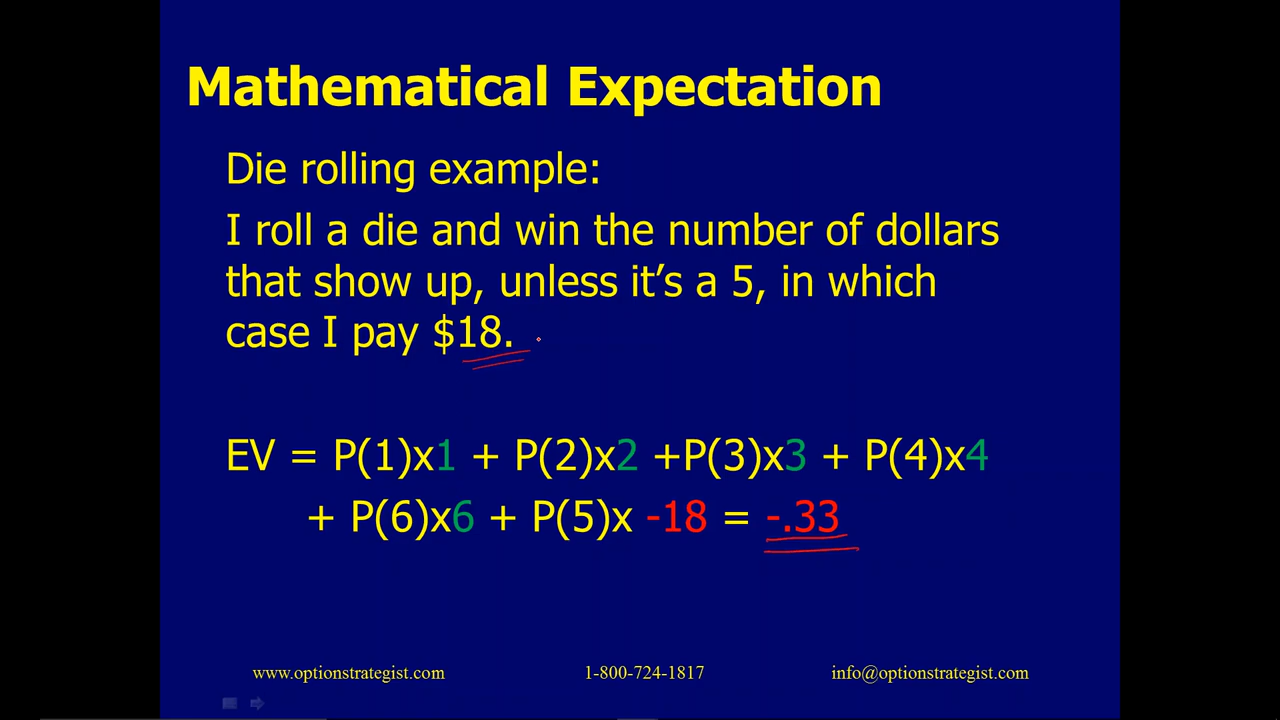 Mathematical Expectation
Die rolling example:
I roll a die and win the number of dollars
that show up, unless it’s a 5, in which
case I pay $18.
EV = P(1)x1 + P(2)x2 +P(3)x3 + P(4)x4
+ P(6)x6 + P(5)x -18 = -.33
www.optionstrategist.com 1-800-724-1817 info@optionstrategist.com